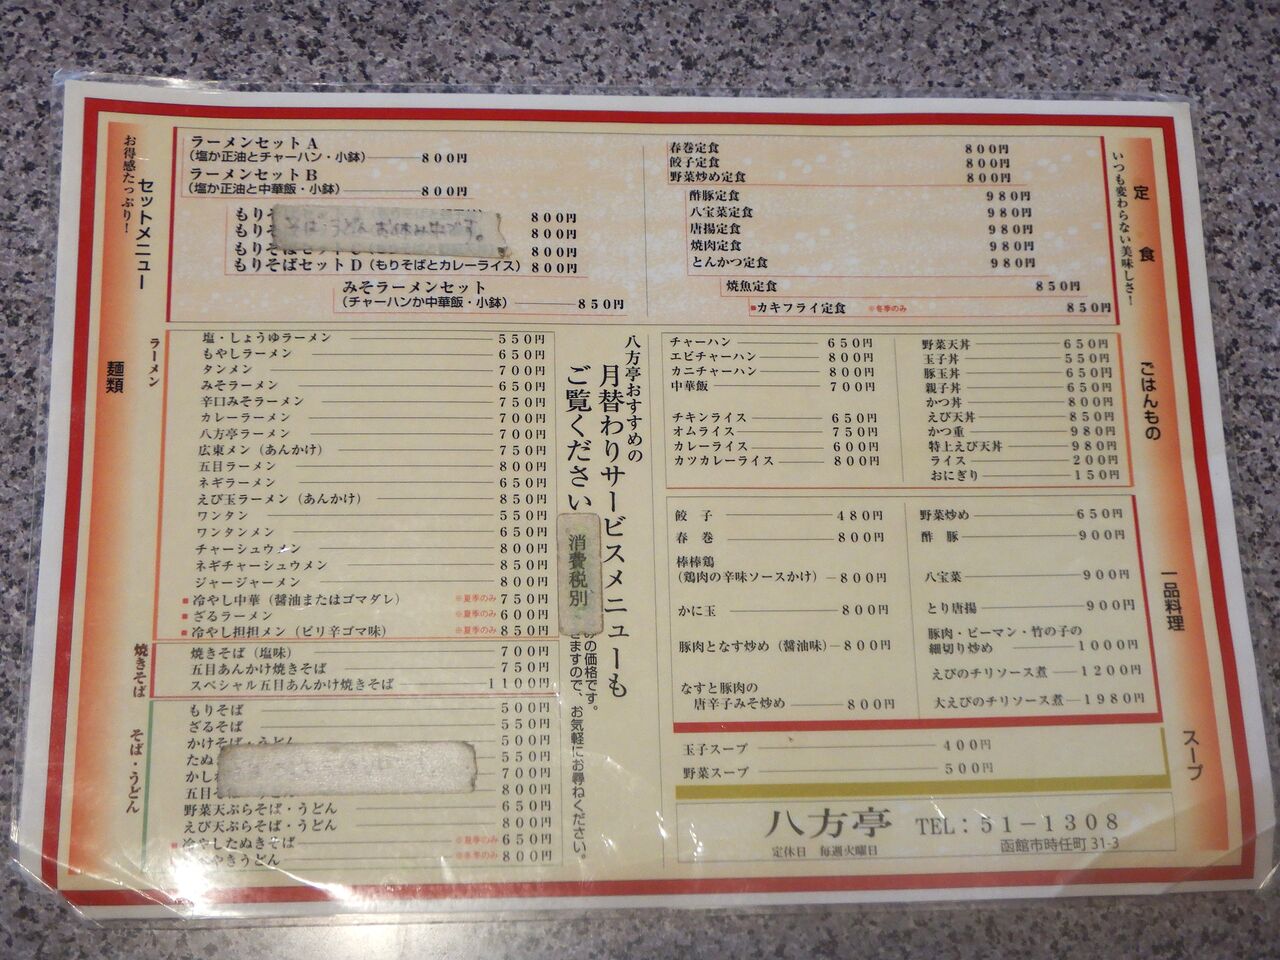 お得感たっぷり！
セットメニュー
ラーメンセットA
（塩か正油とチャーハン・小鉢） 800円
ラーメンセットB
（塩か正油と中華飯・小鉢） 800円
もりそ 800円
もりそ 800円
そば・うどんお休み中です。
もりそばセットC 800円
もりそばセットD（もりそばとカレーライス） 800円
みそラーメンセット
（チャーハンか中華飯・小鉢） 850円
定食
いつも変わらない美味しさ！
春巻定食 800円
餃子定食 800円
野菜炒め定食 800円
酢豚定食 980円
八宝菜定食 980円
唐揚定食 980円
焼肉定食 980円
とんかつ定食 980円
焼魚定食 850円
■カキフライ定食 ※冬季のみ 850円
麺類
ラーメン
塩・しょうゆラーメン 550円
もやしラーメン 650円
タンメン 700円
みそラーメン 650円
辛口みそラーメン 750円
カレーラーメン 700円
八方亭ラーメン 700円
広東メン（あんかけ） 750円
五目ラーメン 800円
ネギラーメン 650円
えび玉ラーメン（あんかけ） 850円
ワンタン 550円
ワンタンメン 650円
チャーシュウメン 800円
ネギチャーシュウメン 850円
ジャージャーメン 800円
■冷やし中華（醤油またはゴマダレ） ※夏季のみ 750円
■ざるラーメン ※夏季のみ 600円
■冷やし担担メン（ピリ辛ゴマ味） ※夏季のみ 850円
焼きそば
焼きそば（塩味） 700円
五目あんかけ焼きそば 750円
スペシャル五目あんかけ焼きそば 1100円
そば・うどん
もりそば 500円
ざるそば 550円
かけそば・うどん 500円
たぬ 550円
かしわ 700円
五目そ 800円
野菜天ぷらそば・うどん 650円
えび天ぷらそば・うどん 800円
■冷やしたぬきそば ※夏季のみ 650円
やきうどん ※冬季のみ 800円
八方亭おすすめの
月替わりサービスメニューも
ご覧ください
消費税別
の価格です。
ますので、お気軽にお尋ねください。
ごはんもの
チャーハン 650円
エビチャーハン 800円
カニチャーハン 800円
中華飯 700円
チキンライス 650円
オムライス 750円
カレーライス 600円
カツカレーライス 800円
野菜天丼 650円
玉子丼 550円
豚玉丼 650円
親子丼 650円
かつ丼 800円
えび天丼 850円
かつ重 980円
特上えび天丼 980円
ライス 200円
おにぎり 150円
一品料理
餃子 480円
春巻 800円
棒棒鶏
（鶏肉の辛味ソースかけ） 800円
かに玉 800円
豚肉となす炒め（醤油味） 800円
なすと豚肉の
唐辛子みそ炒め 800円
野菜炒め 650円
酢豚 900円
八宝菜 900円
とり唐揚 900円
豚肉・ピーマン・竹の子の
細切り炒め 1000円
えびのチリソース煮 1200円
大えびのチリソース煮 1980円
スープ
玉子スープ 400円
野菜スープ 500円
八方亭 TEL：51-1308
定休日 毎週火曜日 函館市時任町31-3